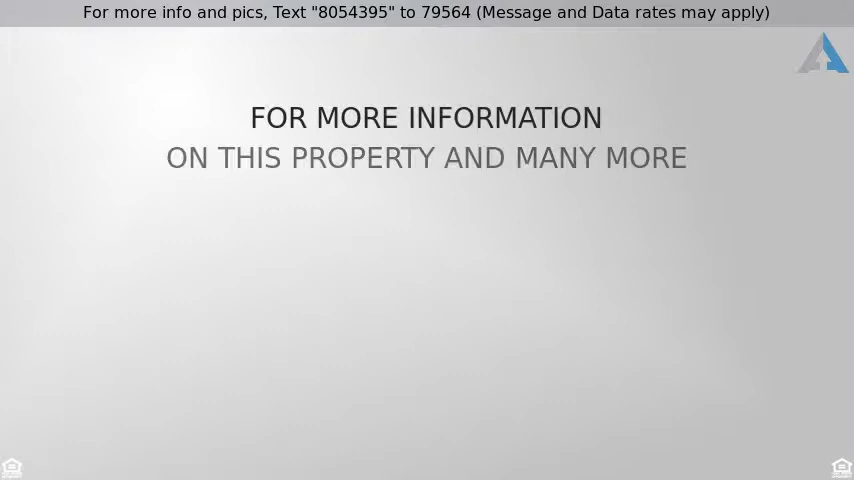 For more info and pics, Text "8054395" to 79564 (Message and Data rates may apply)
FOR MORE INFORMATION
ON THIS PROPERTY AND MANY MORE